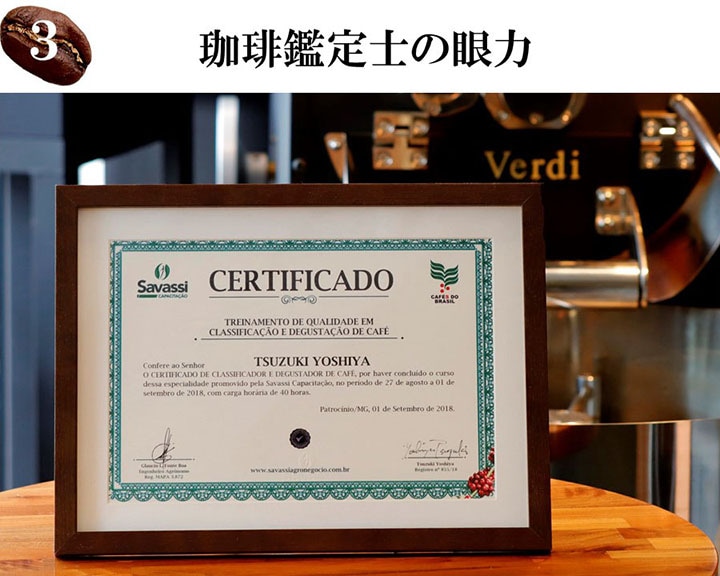 3
珈琲鑑定士の眼力
Verdi
Savassi
CAPACITAÇÃO
CERTIFICADO
CAFÉS DO
BRASIL
TREINAMENTO DE QUALIDADE EM
CLASSIFICAÇÃO E DEGUSTAÇÃO DE CAFÉ
Confere ao Senhor
TSUZUKI YOSHIYA
O CERTIFICADO DE CLASSIFICADOR E DEGUSTADOR DE CAFÉ, por haver concluído o curso
dessa especialidade promovido pela Savassi Capacitação, no período de 27 de agosto a 01 de
setembro de 2018, com carga horária de 40 horas.
Patrocínio/MG, 01 de Setembro de 2018.
Engenheiro Agrônomo
www.savassiagronegocio.com.br
Tsuzuki Yoshiya